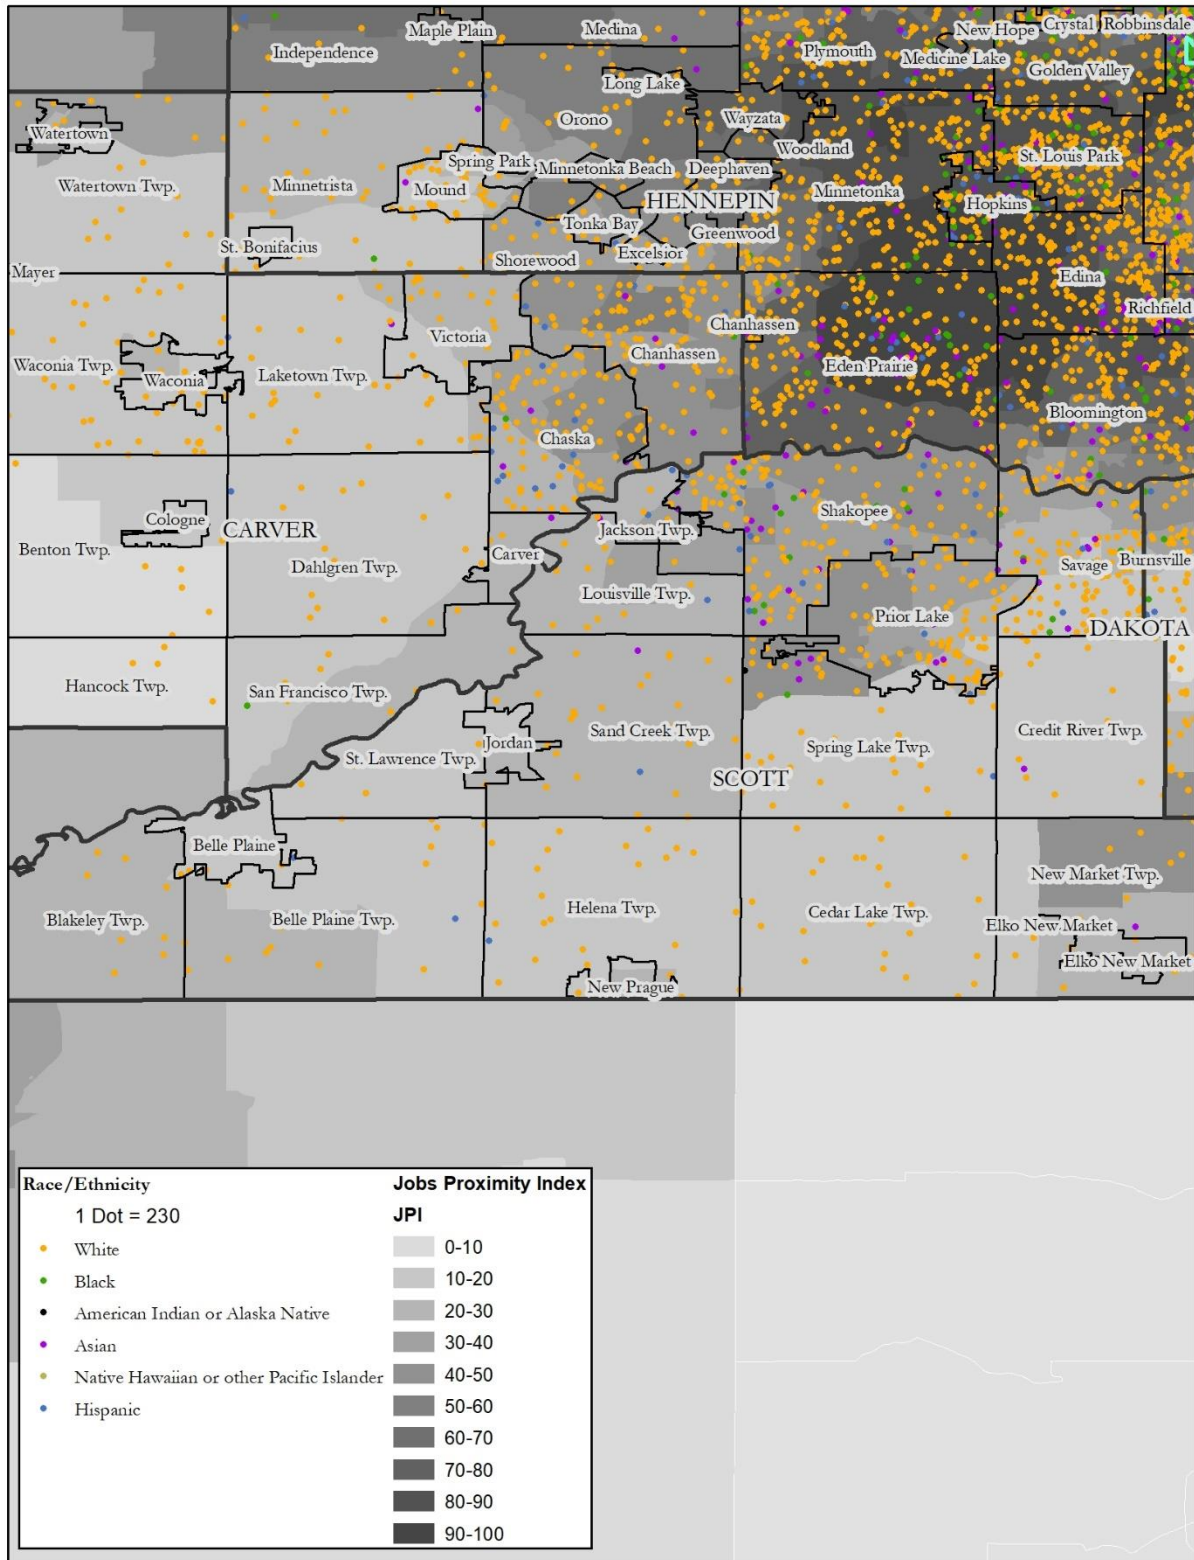 Maple Plain
Medina
New Hope
Crystal
Robbinsdale
Independence
Plymouth
Medicine Lake
Golden Valley
Long Lake
Watertown
Orono
Wayzata
Woodland
St. Louis Park
Watertown Twp.
Minnetrista
Spring Park
Mound
Minnetonka Beach
Deephaven
Minnetonka
HENNEPIN
Hopkins
Tonka Bay
Greenwood
St. Bonifacius
Shorewood
Excelsior
Mayer
Edina
Richfield
Victoria
Chanhassen
Chanhassen
Waconia Twp.
Waconia
Laketown Twp.
Eden Prairie
Bloomington
Chaska
Cologne
CARVER
Shakopee
Benton Twp.
Dahlgren Twp.
Carver
Jackson Twp.
Louisville Twp.
Savage
Burnsville
Prior Lake
DAKOTA
Hancock Twp.
San Francisco Twp.
Sand Creek Twp.
Credit River Twp.
Jordan
Spring Lake Twp.
St. Lawrence Twp.
SCOTT
Belle Plaine
New Market Twp.
Blakeley Twp.
Belle Plaine Twp.
Helena Twp.
Cedar Lake Twp.
Elko New Market
Elko New Market
New Prague
Race/Ethnicity
1 Dot = 230
White
Black
American Indian or Alaska Native
Asian
Native Hawaiian or other Pacific Islander
Hispanic
Jobs Proximity Index
JPI
0-10
10-20
20-30
30-40
40-50
50-60
60-70
70-80
80-90
90-100